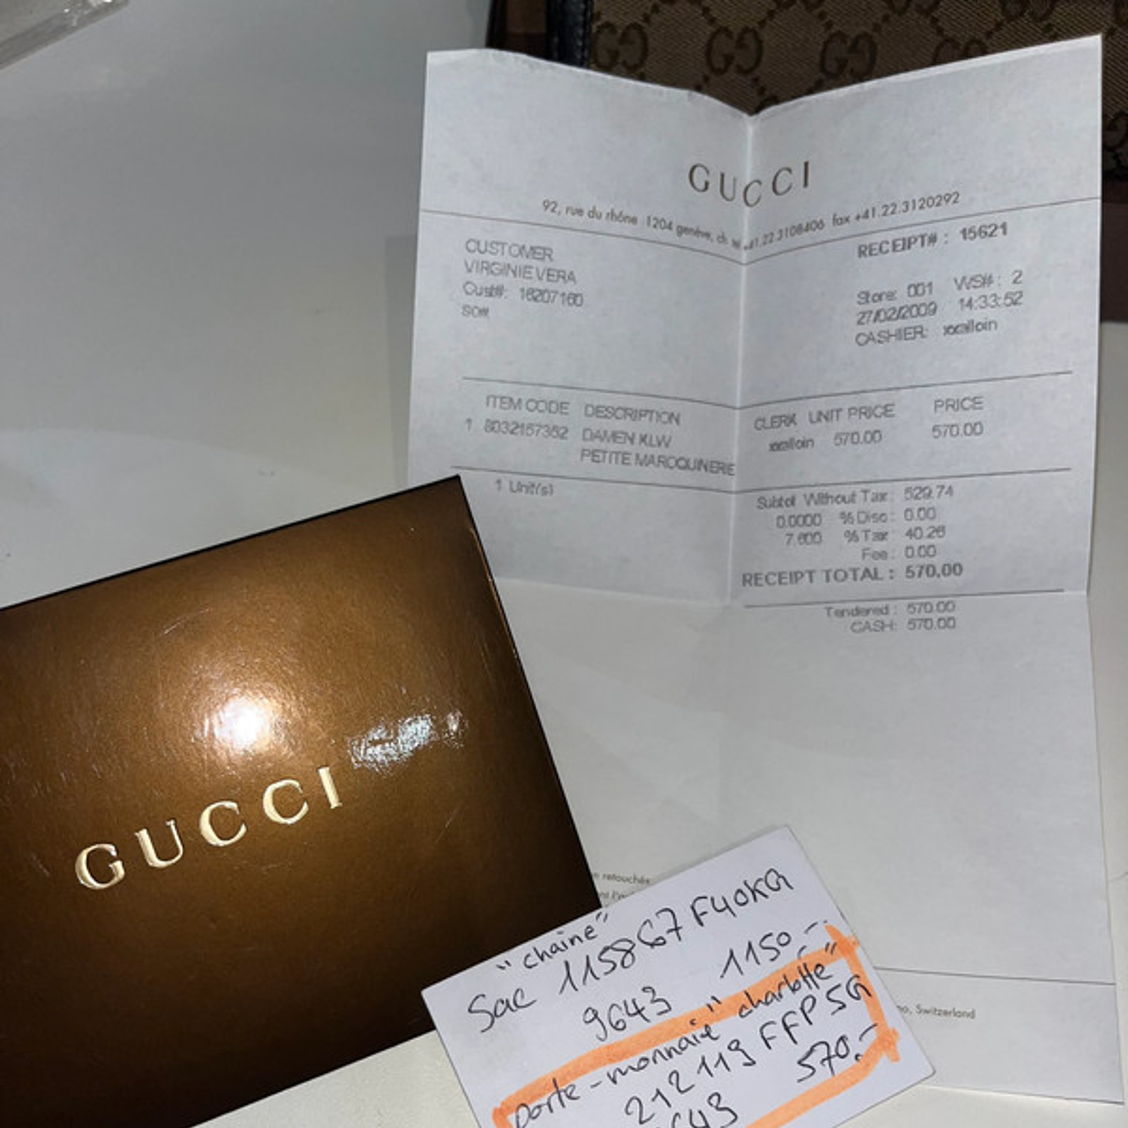 GUCCI
92, rue du rhône 1204 genève, ch tel +41.22.3108406 fax +41.22.3120292
CUSTOMER
VIRGINIE VERA
Cust#: 16207160
RECEIPT# : 15621
Store: 001 WS# : 2
27/02/2009 14:33:52
CASHIER: xxalloin
ITEM CODE DESCRIPTION CLERK UNIT PRICE PRICE
1 8032157352 DAMEN KLW xxalloin 570.00 570.00
PETITE MAROQUINERIE
1 Unit(s)
Subtot Without Tax : 529.74
0.0000 % Disc : 0.00
7.600 % Tax : 40.26
Fee : 0.00
RECEIPT TOTAL : 570.00
Tendered : 570.00
CASH: 570.00
retouchés
Switzerland
GUCCI
"chaine"
Sac 115867 F40KG
9643 1150.-
porte-monnaie "charlotte"
212119 FFP5G
570.-